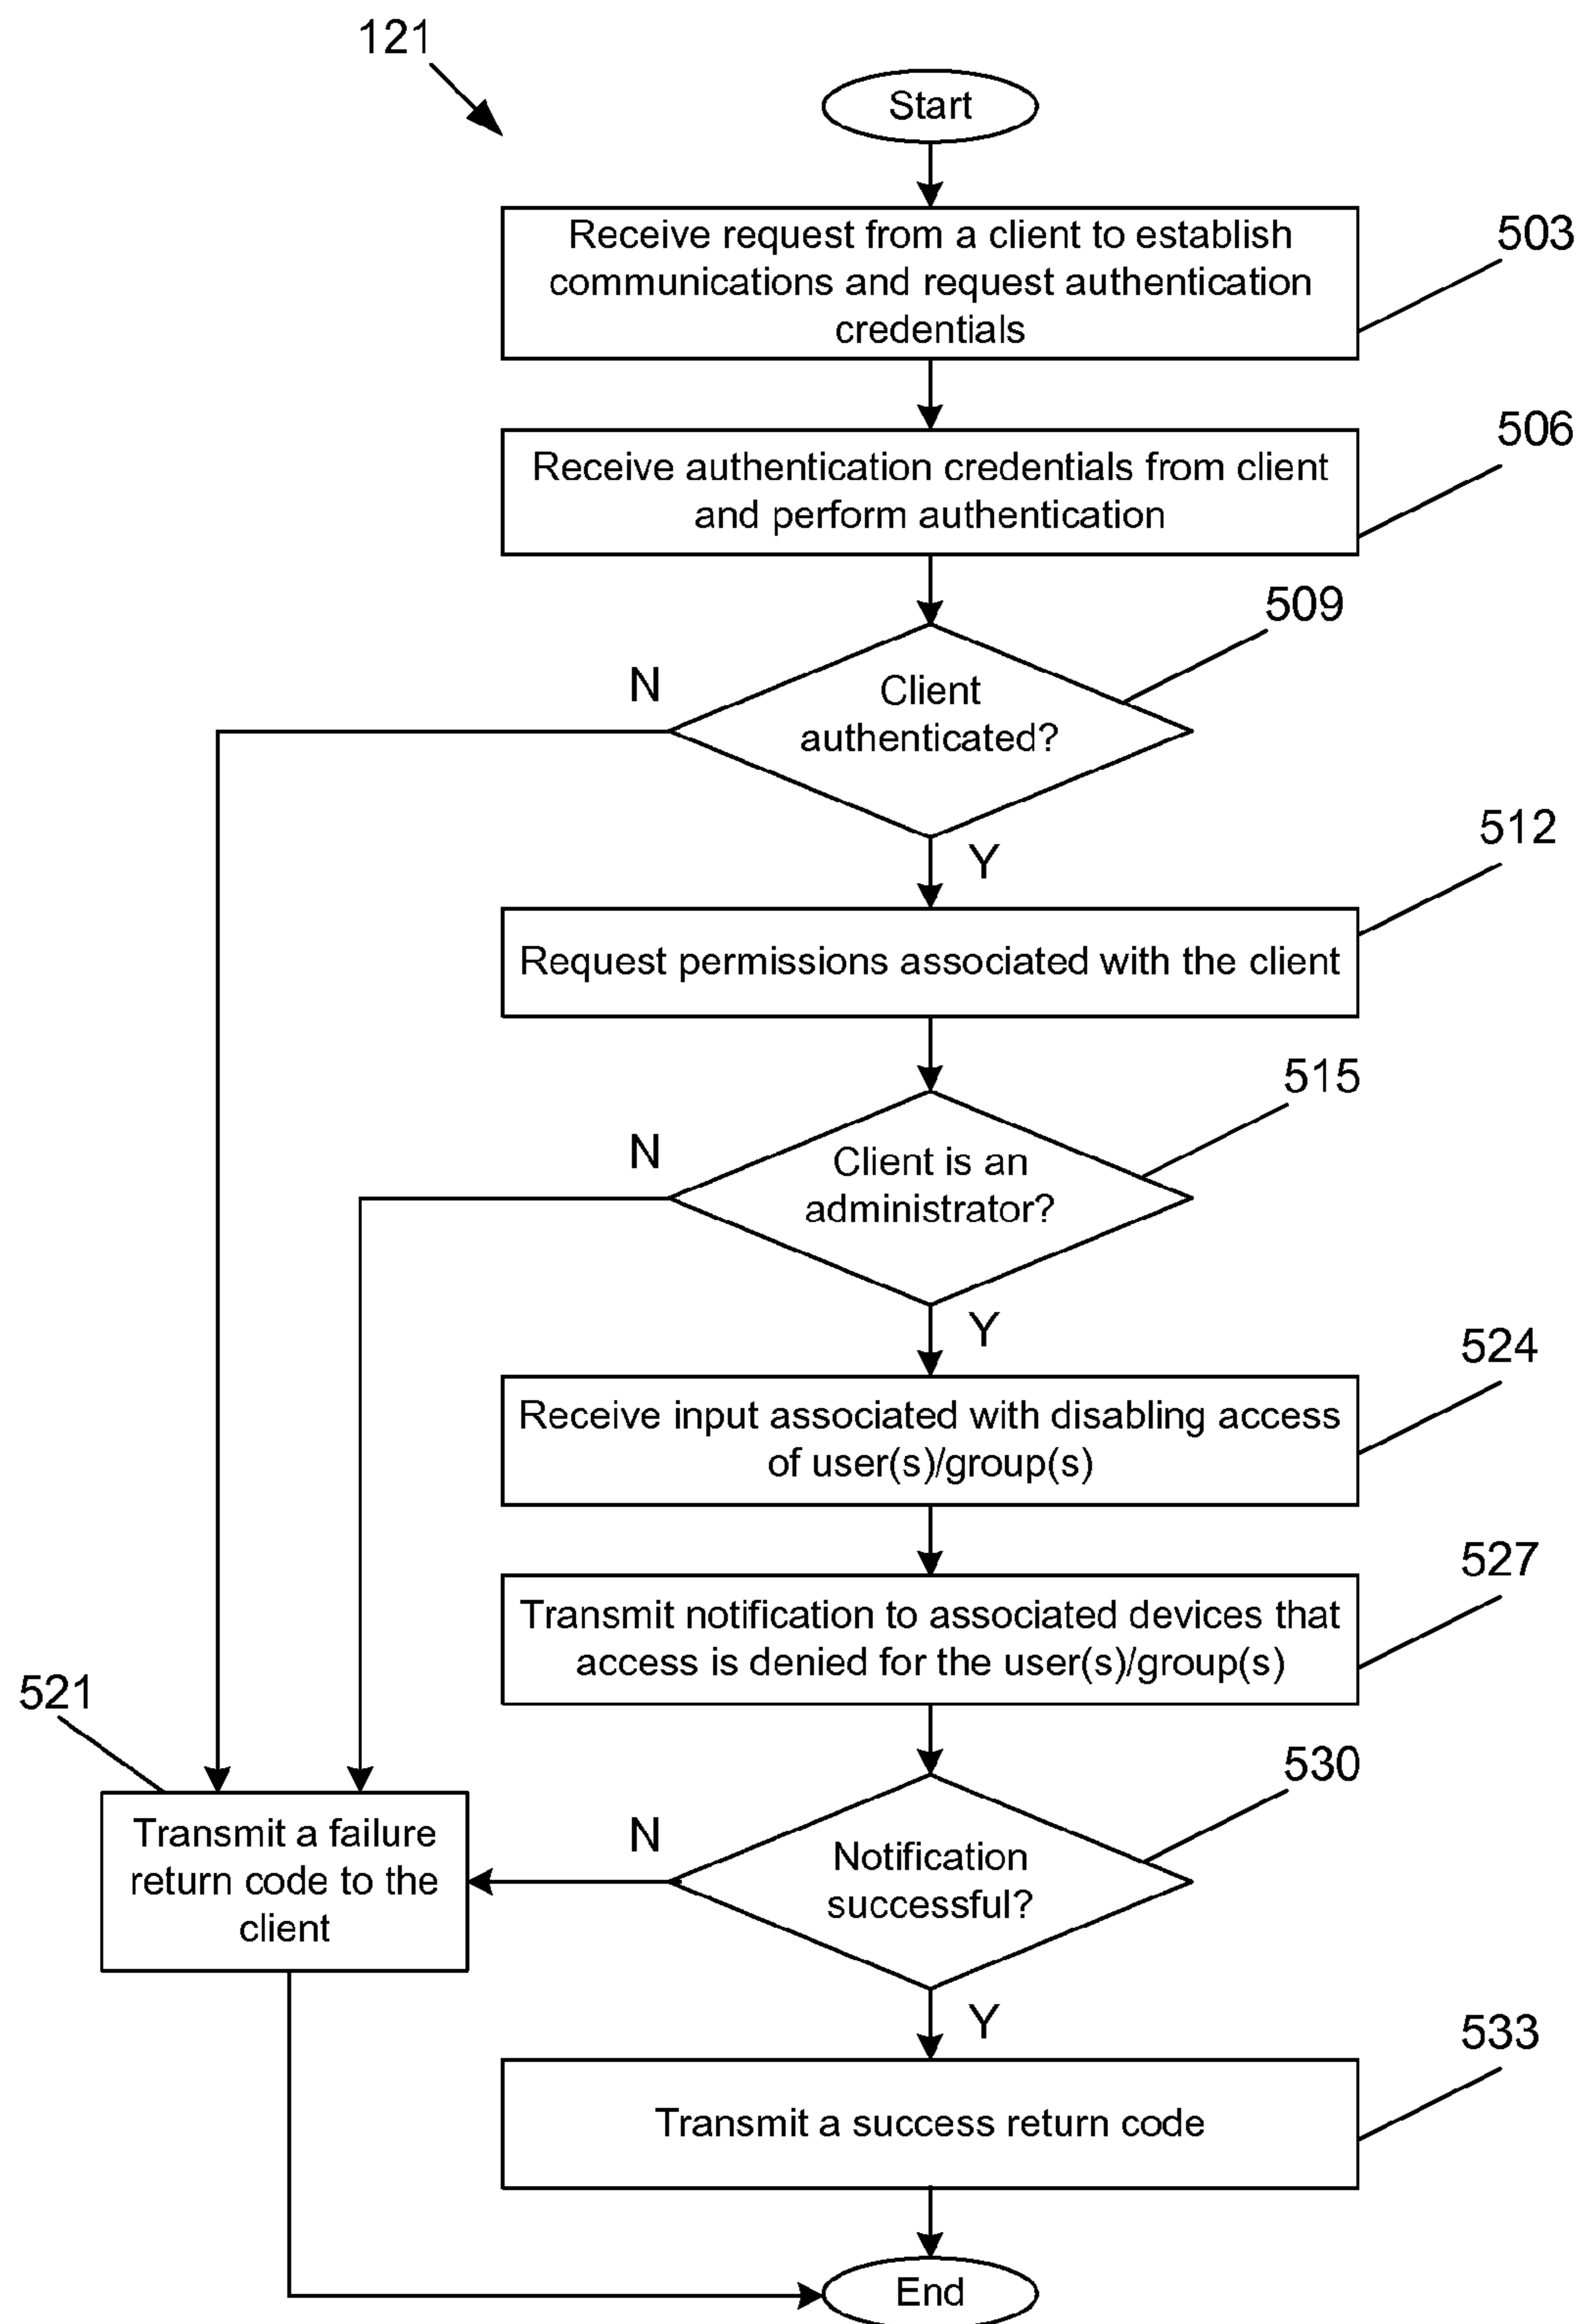 121
Start
Receive request from a client to establish
communications and request authentication
credentials
503
Receive authentication credentials from client
and perform authentication
506
Client
authenticated?
509
N
Y
Request permissions associated with the client
512
Client is an
administrator?
515
N
Y
Receive input associated with disabling access
of user(s)/group(s)
524
Transmit notification to associated devices that
access is denied for the user(s)/group(s)
527
521
Transmit a failure
return code to the
client
N
Notification
successful?
530
Y
Transmit a success return code
533
End